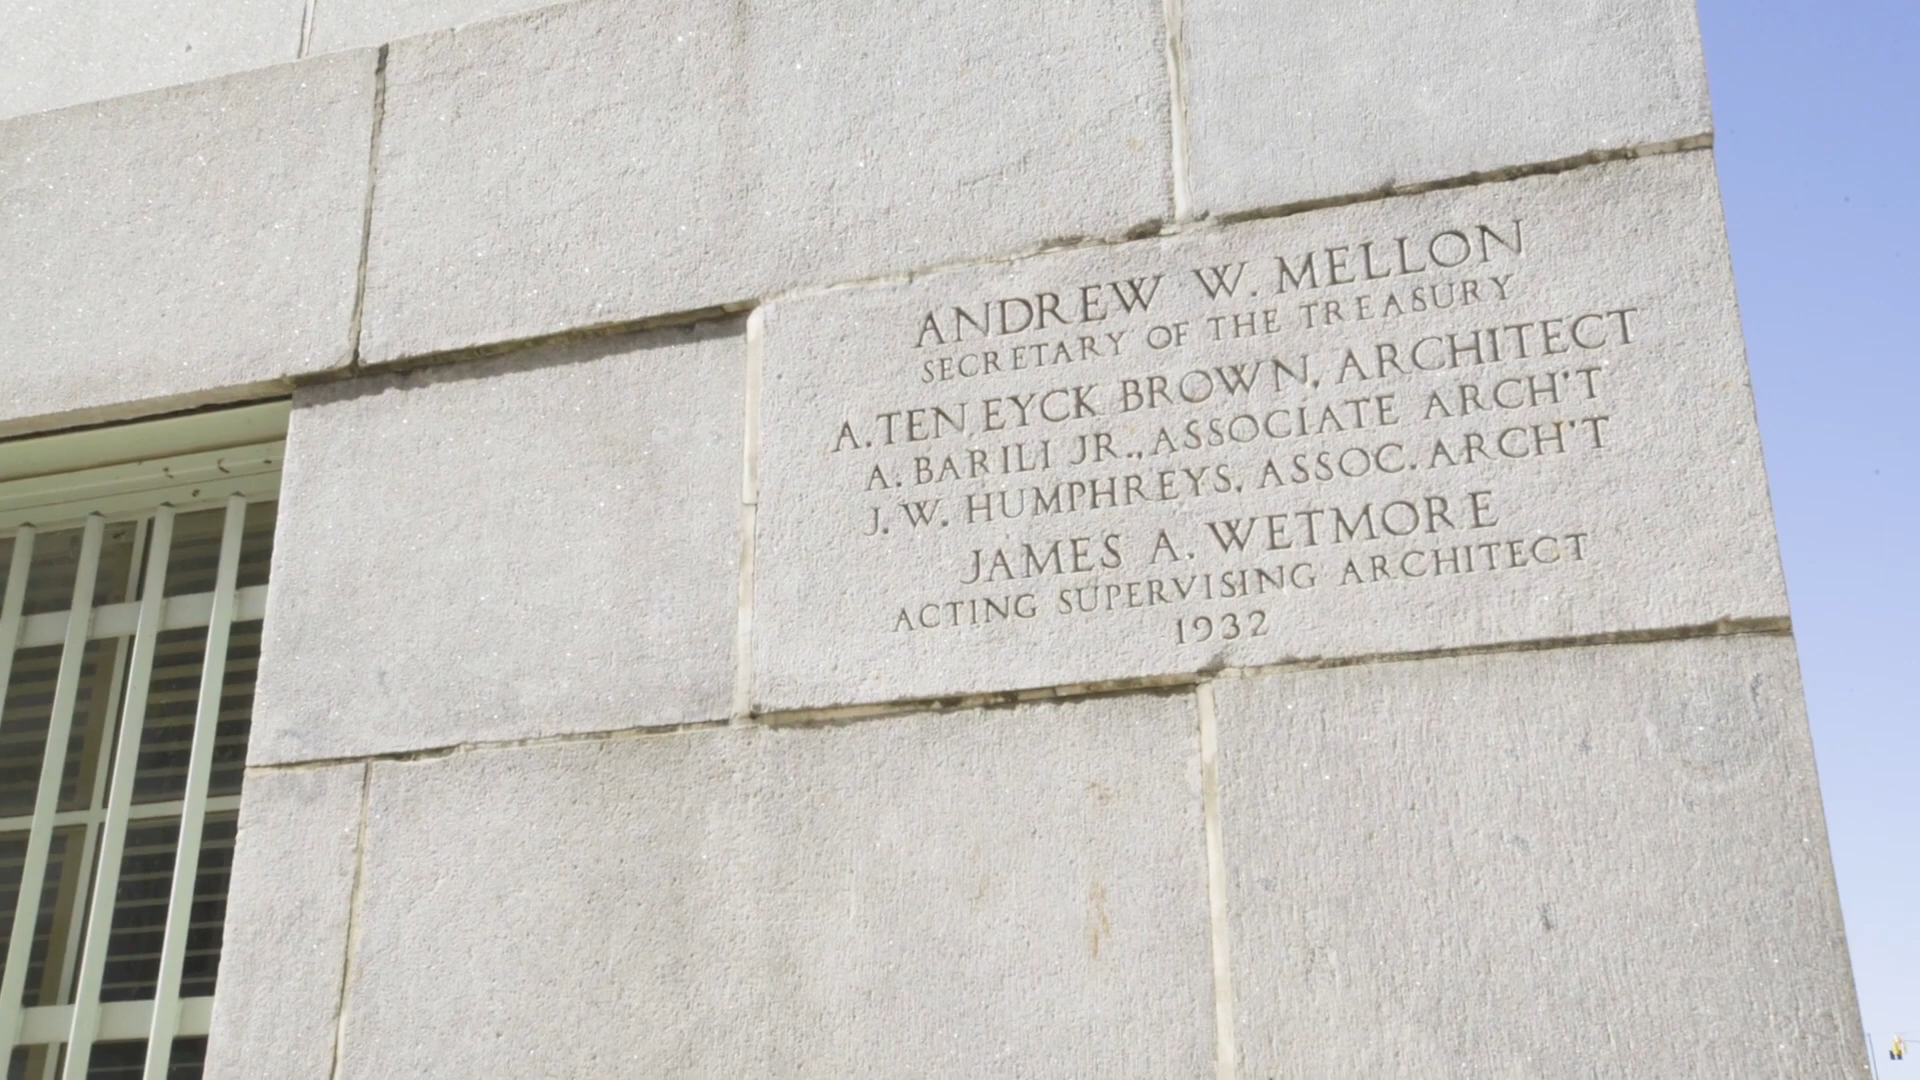 ANDREW W. MELLON
SECRETARY OF THE TREASURY
A. TEN EYCK BROWN, ARCHITECT
A. BARILI JR., ASSOCIATE ARCH'T
J. W. HUMPHREYS, ASSOC. ARCH'T
JAMES A. WETMORE
ACTING SUPERVISING ARCHITECT
1932